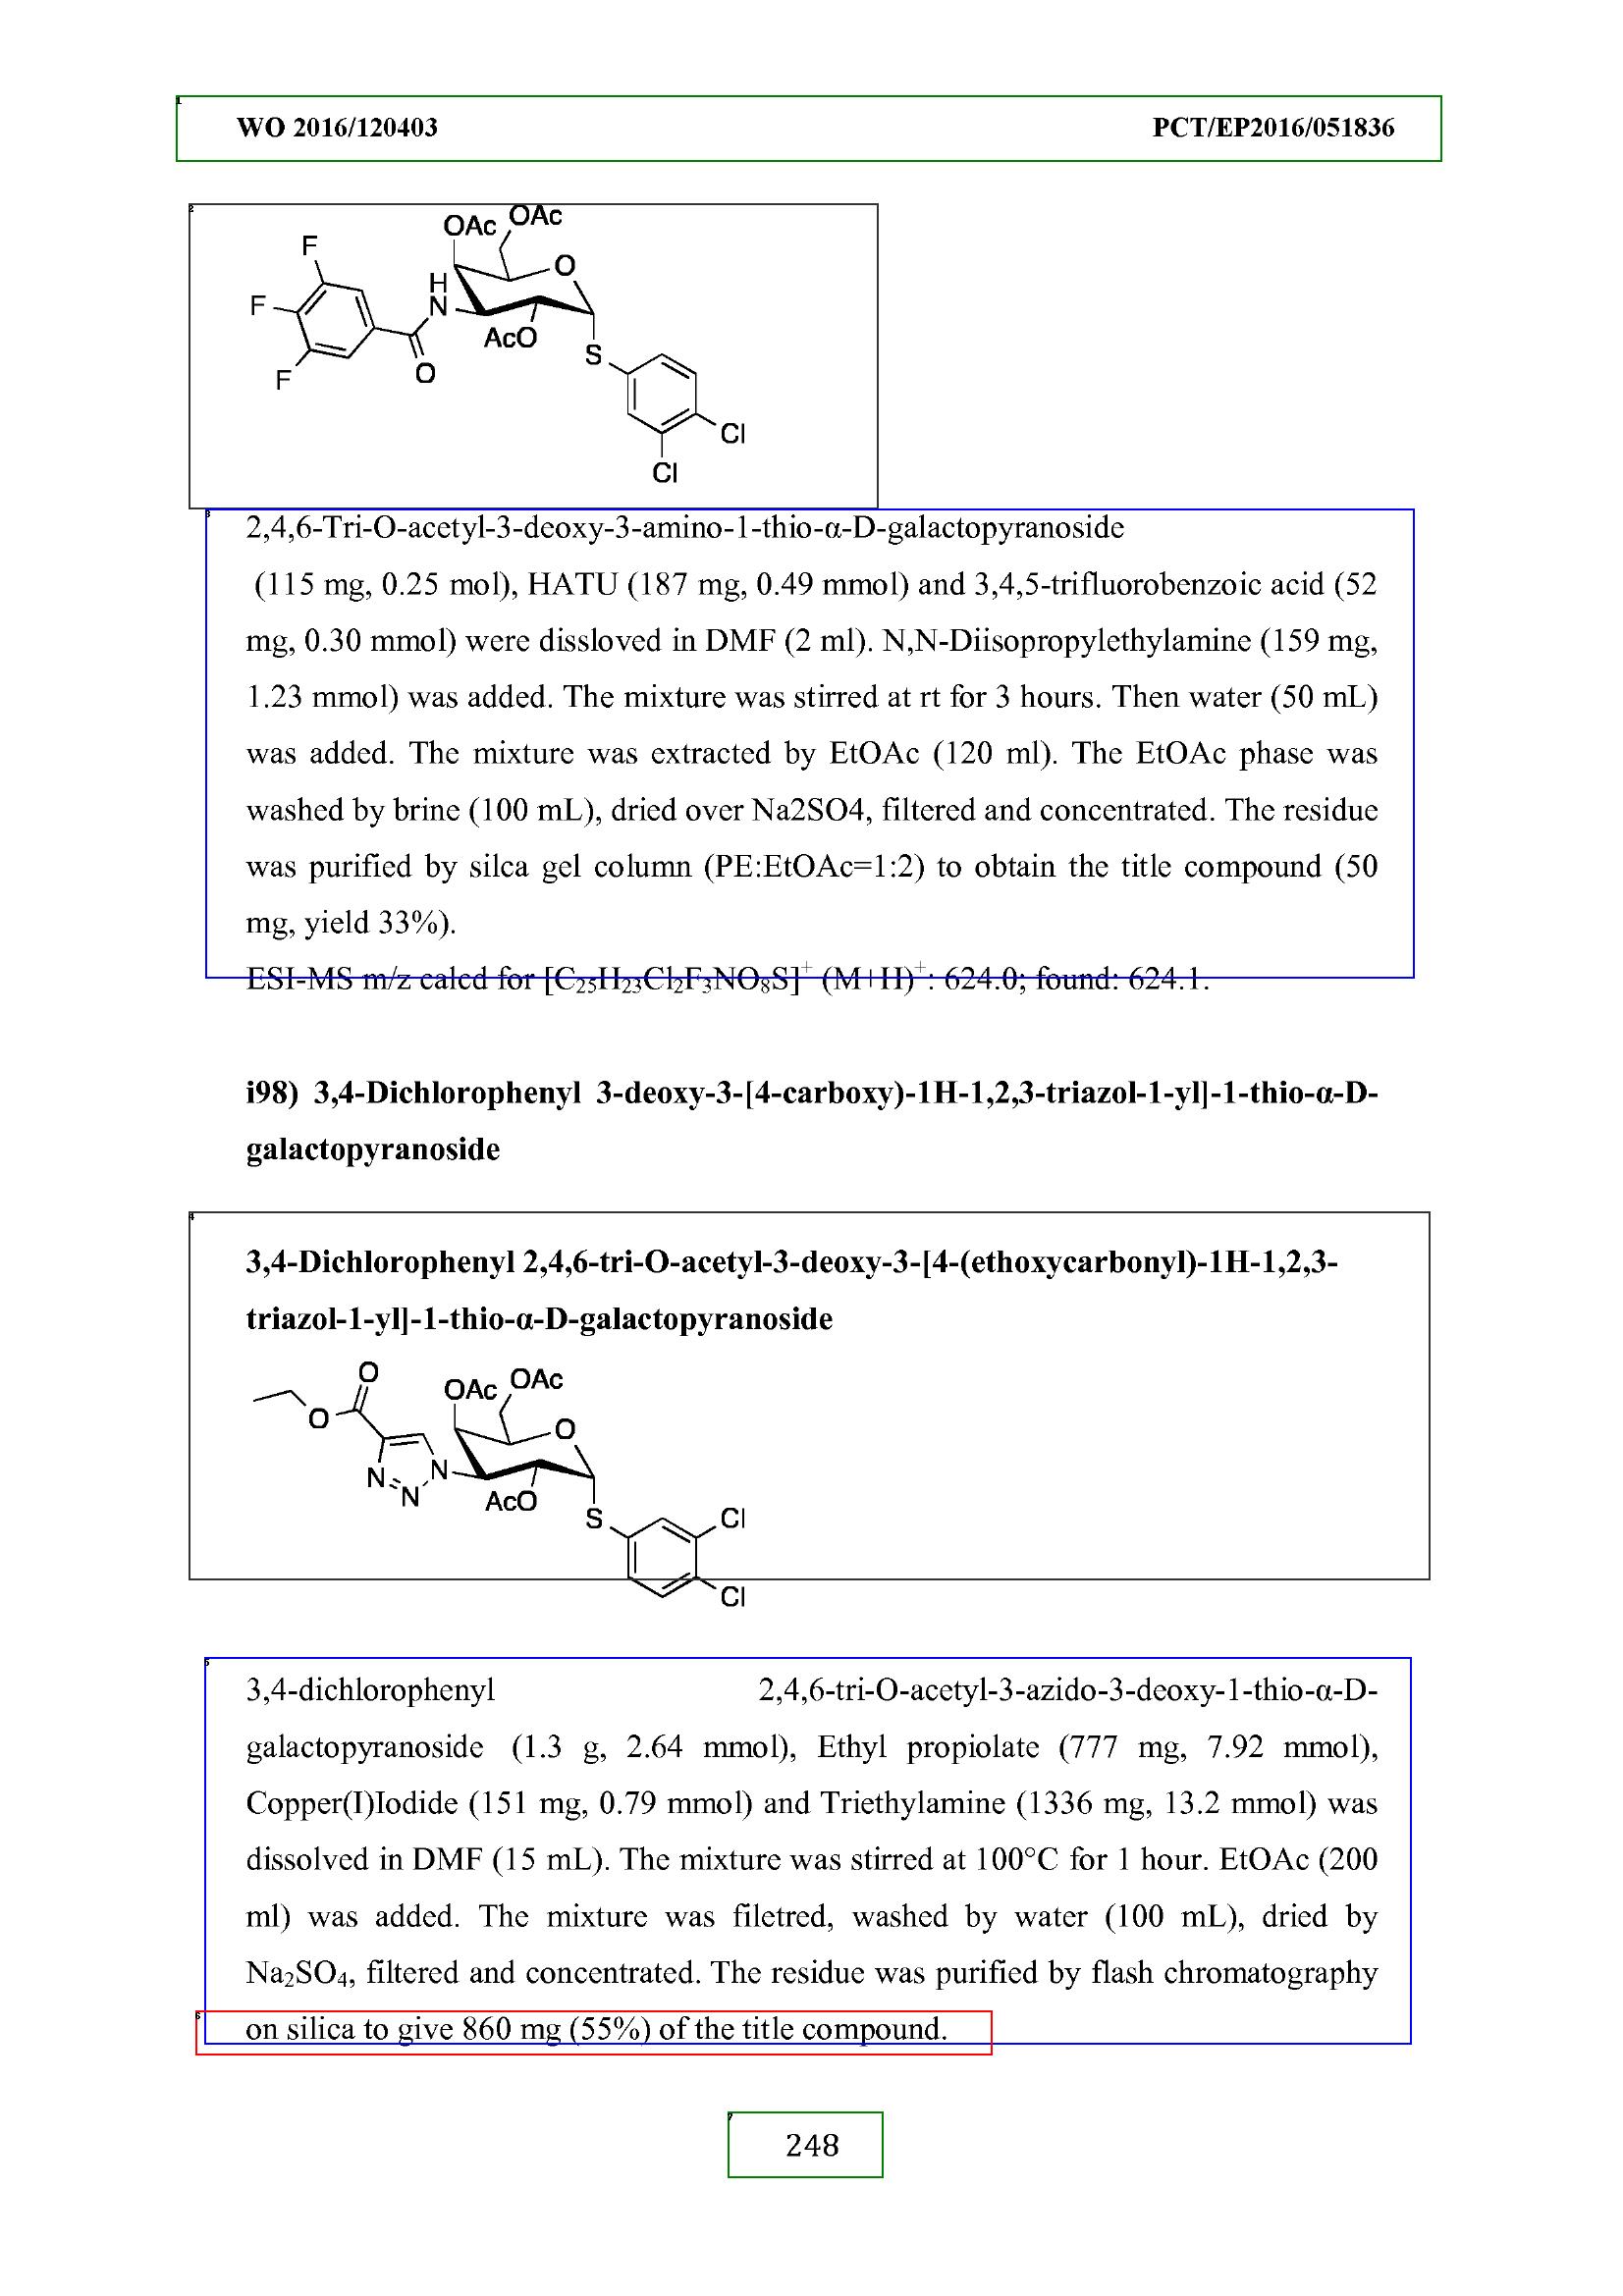 WO 2016/120403 PCT/EP2016/051836
OAc OAc
F
O
H
F N
AcO
S
O
F
Cl
Cl
2,4,6-Tri-O-acetyl-3-deoxy-3-amino-1-thio-α-D-galactopyranoside
(115 mg, 0.25 mol), HATU (187 mg, 0.49 mmol) and 3,4,5-trifluorobenzoic acid (52
mg, 0.30 mmol) were dissloved in DMF (2 ml). N,N-Diisopropylethylamine (159 mg,
1.23 mmol) was added. The mixture was stirred at rt for 3 hours. Then water (50 mL)
was added. The mixture was extracted by EtOAc (120 ml). The EtOAc phase was
washed by brine (100 mL), dried over Na2SO4, filtered and concentrated. The residue
was purified by silca gel column (PE:EtOAc=1:2) to obtain the title compound (50
mg, yield 33%).
ESI-MS m/z calcd for [C₂₅H₂₃Cl₂F₃NO₈S]⁺ (M+H)⁺: 624.0; found: 624.1.
i98) 3,4-Dichlorophenyl 3-deoxy-3-[4-carboxy)-1H-1,2,3-triazol-1-yl]-1-thio-α-D-
galactopyranoside
3,4-Dichlorophenyl 2,4,6-tri-O-acetyl-3-deoxy-3-[4-(ethoxycarbonyl)-1H-1,2,3-
triazol-1-yl]-1-thio-α-D-galactopyranoside
O
OAc OAc
O O
N N
N AcO
S Cl
Cl
3,4-dichlorophenyl 2,4,6-tri-O-acetyl-3-azido-3-deoxy-1-thio-α-D-
galactopyranoside (1.3 g, 2.64 mmol), Ethyl propiolate (777 mg, 7.92 mmol),
Copper(I)Iodide (151 mg, 0.79 mmol) and Triethylamine (1336 mg, 13.2 mmol) was
dissolved in DMF (15 mL). The mixture was stirred at 100°C for 1 hour. EtOAc (200
ml) was added. The mixture was filetred, washed by water (100 mL), dried by
Na₂SO₄, filtered and concentrated. The residue was purified by flash chromatography
on silica to give 860 mg (55%) of the title compound.
248